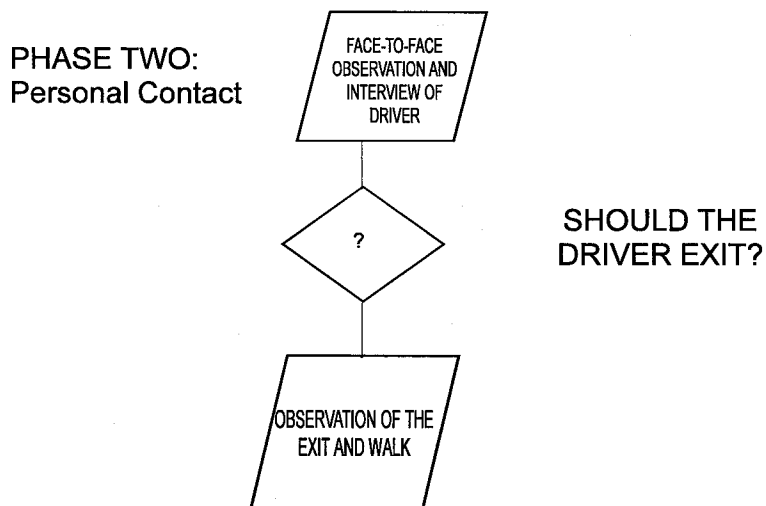 PHASE TWO:
Personal Contact
FACE-TO-FACE
OBSERVATION AND
INTERVIEW OF
DRIVER
?
SHOULD THE
DRIVER EXIT?
OBSERVATION OF THE
EXIT AND WALK